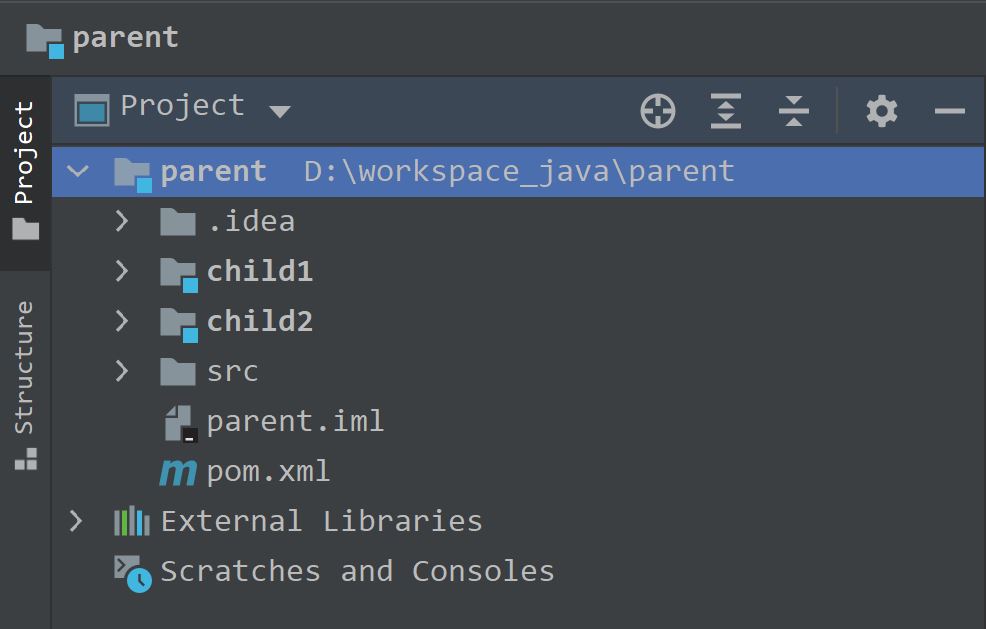 parent
Project
Project
Structure
parent D:\workspace_java\parent
.idea
child1
child2
src
parent.iml
pom.xml
External Libraries
Scratches and Consoles